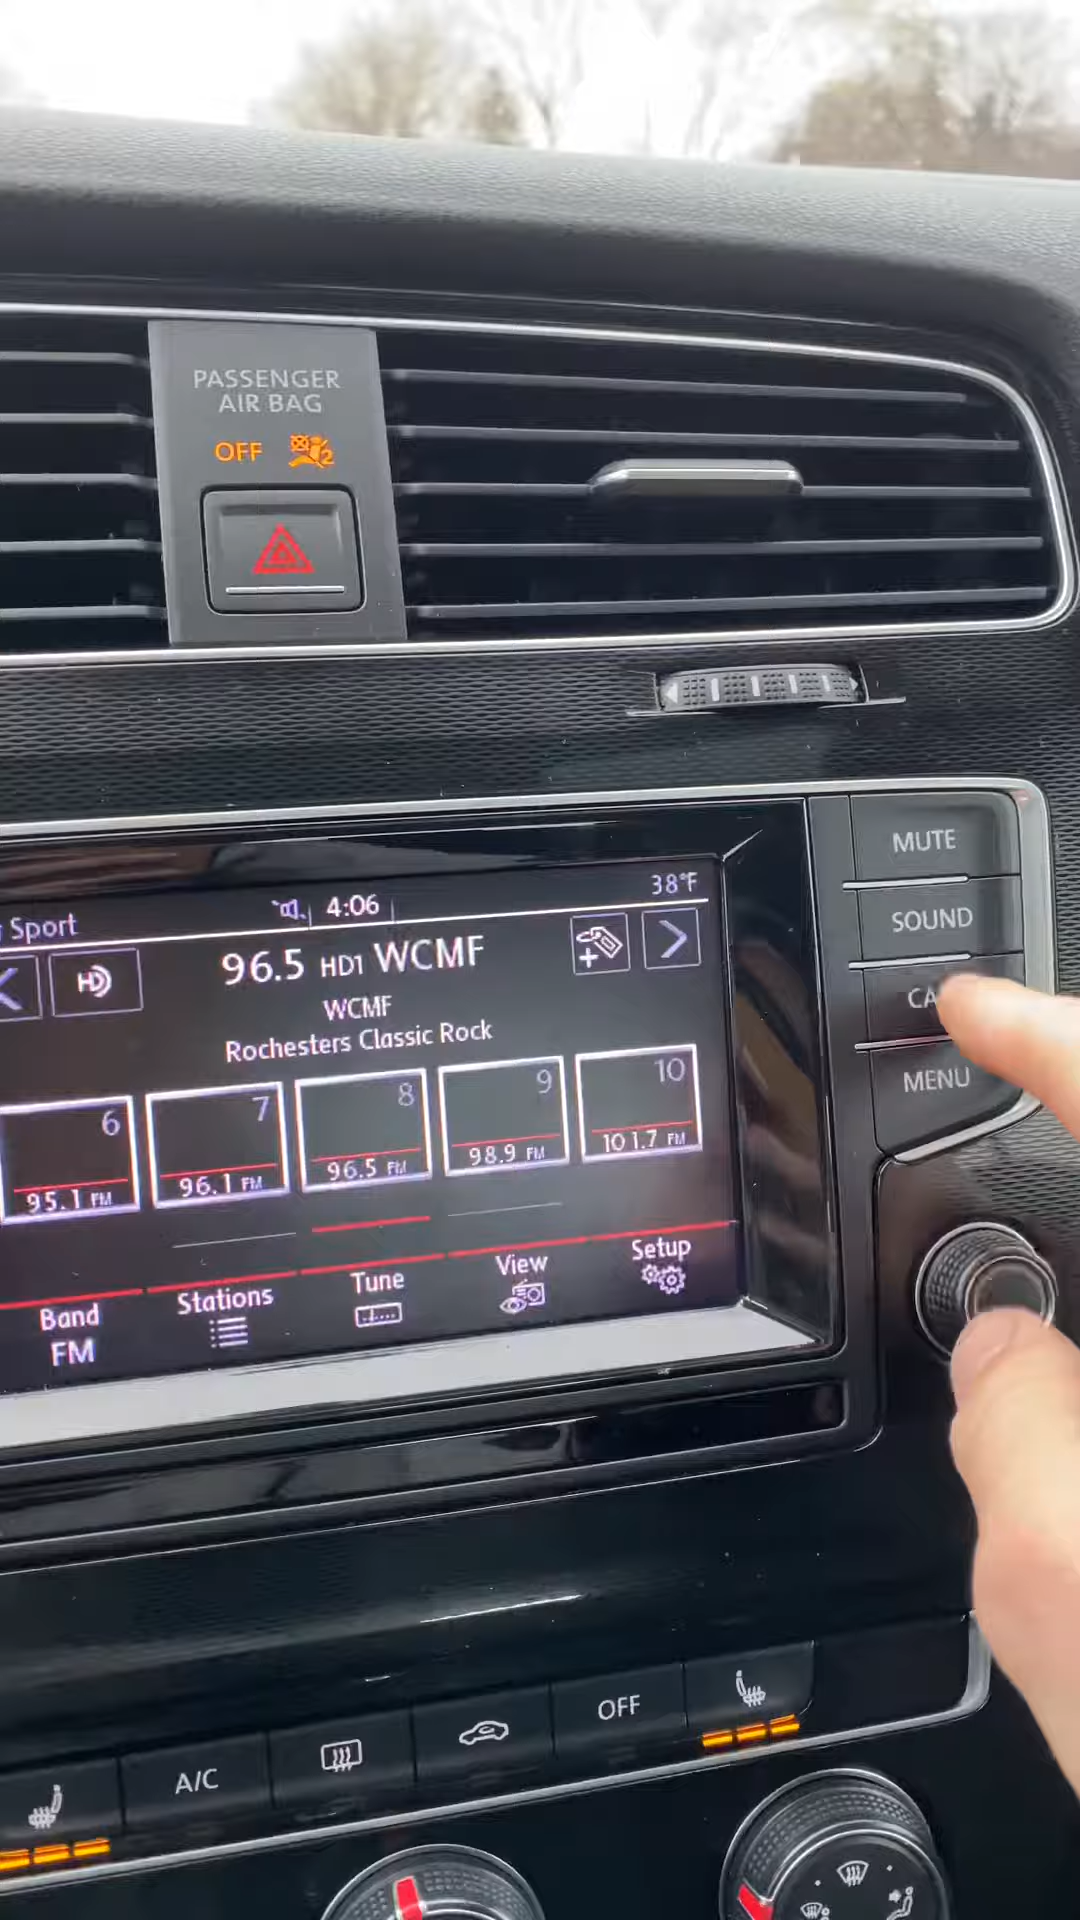 PASSENGER
AIR BAG
OFF
2
MUTE
SOUND
MENU
Sport
4:06
38°F
HD
96.5 HD1 WCMF
WCMF
Rochesters Classic Rock
6
95.1 FM
7
96.1 FM
8
96.5 FM
9
98.9 FM
10
101.7 FM
Band
FM
Stations
Tune
View
Setup
A/C
OFF